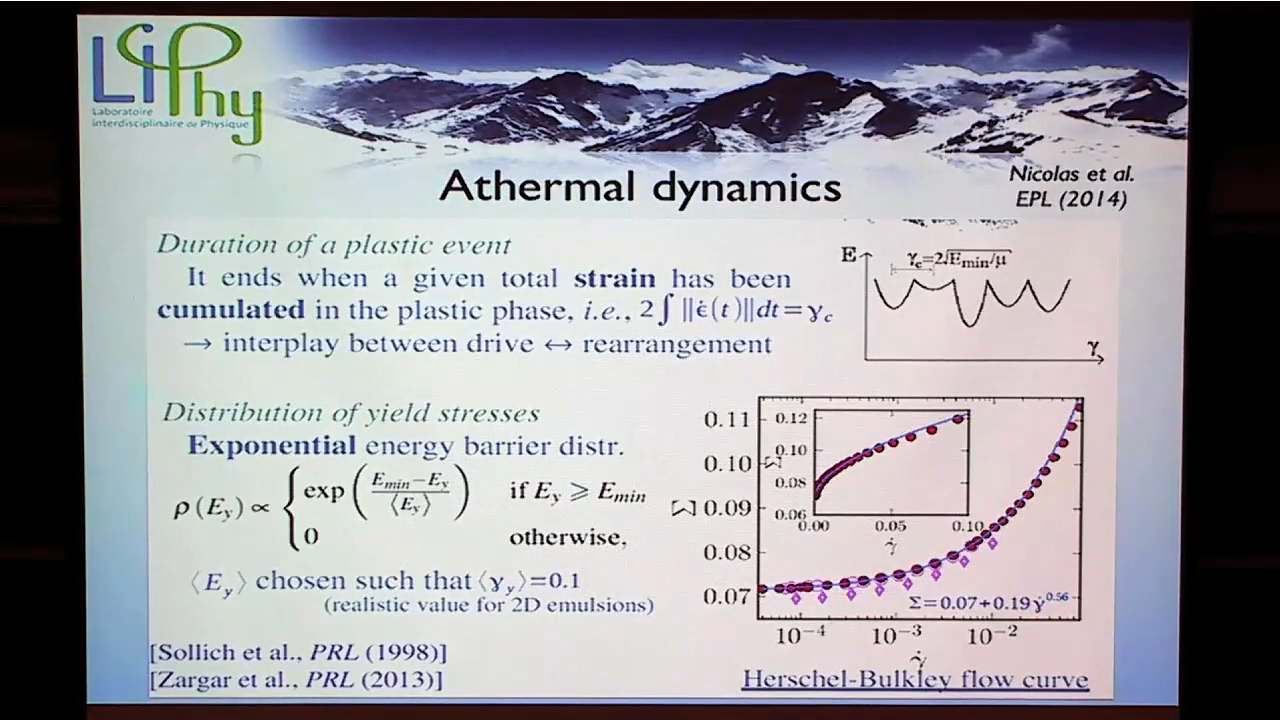 LiPhy
Laboratoire
interdisciplinaire de Physique
Athermal dynamics
Nicolas et al.
EPL (2014)
Duration of a plastic event
It ends when a given total strain has been
cumulated in the plastic phase, i.e., 2∫ ||ε̇(t)||dt=γc
→ interplay between drive ↔ rearrangement
E
γc=2√Emin/μ
γ
Distribution of yield stresses
Exponential energy barrier distr.
ρ(Ey) ∝ { exp( (Emin−Ey)/⟨Ey⟩ ) if Ey ⩾ Emin
0 otherwise,
⟨Ey⟩ chosen such that ⟨γy⟩=0.1
(realistic value for 2D emulsions)
[Sollich et al., PRL (1998)]
[Zargar et al., PRL (2013)]
0.11
0.10
Σ 0.09
0.08
0.07
0.12
0.10
Σ
0.08
0.06
0.00 0.05 0.10
γ̇
Σ=0.07+0.19γ̇^0.56
10^-4 10^-3 10^-2
γ̇
Herschel-Bulkley flow curve